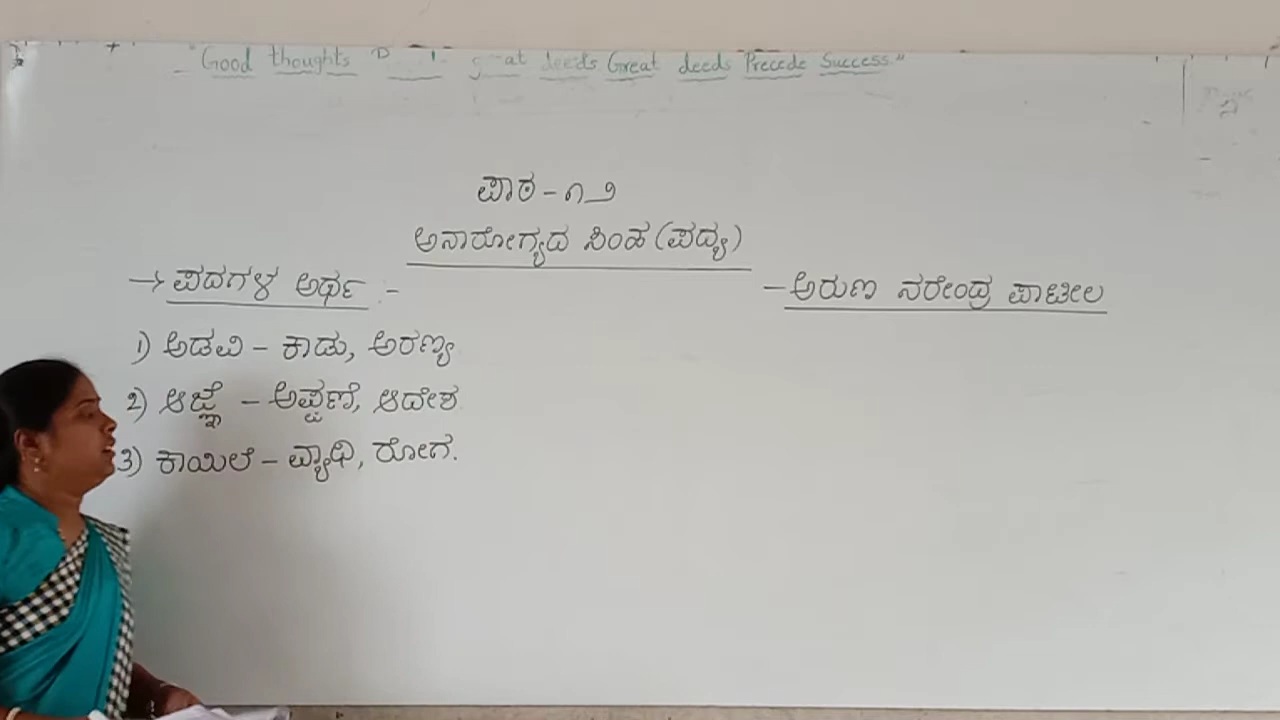 "Good thoughts deeds Great deeds Precede Success"
ಪಾಠ - ೧೨
ಅನಾರೋಗ್ಯದ ಸಿಂಹ (ಪದ್ಯ)
→ ಪದಗಳ ಅರ್ಥ :-
- ಅರುಣ ನರೇಂದ್ರ ಪಾಟೀಲ
1) ಅಡವಿ - ಕಾಡು, ಅರಣ್ಯ
2) ಆಜ್ಞೆ - ಅಪ್ಪಣೆ, ಆದೇಶ
3) ಕಾಯಿಲೆ - ವ್ಯಾಧಿ, ರೋಗ.